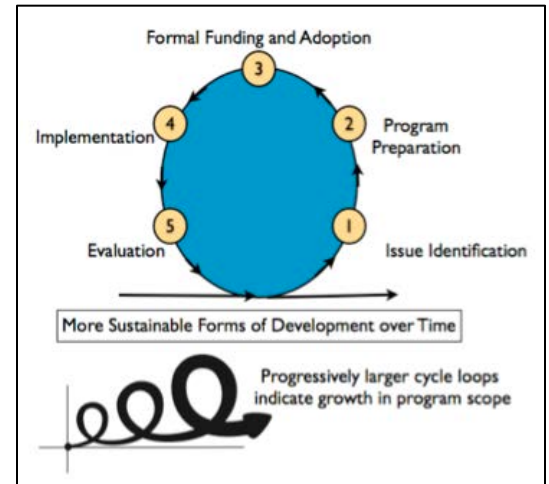 Formal Funding and Adoption
3
4
2
Implementation
Program
Preparation
5
1
Evaluation
Issue Identification
More Sustainable Forms of Development over Time
Progressively larger cycle loops
indicate growth in program scope